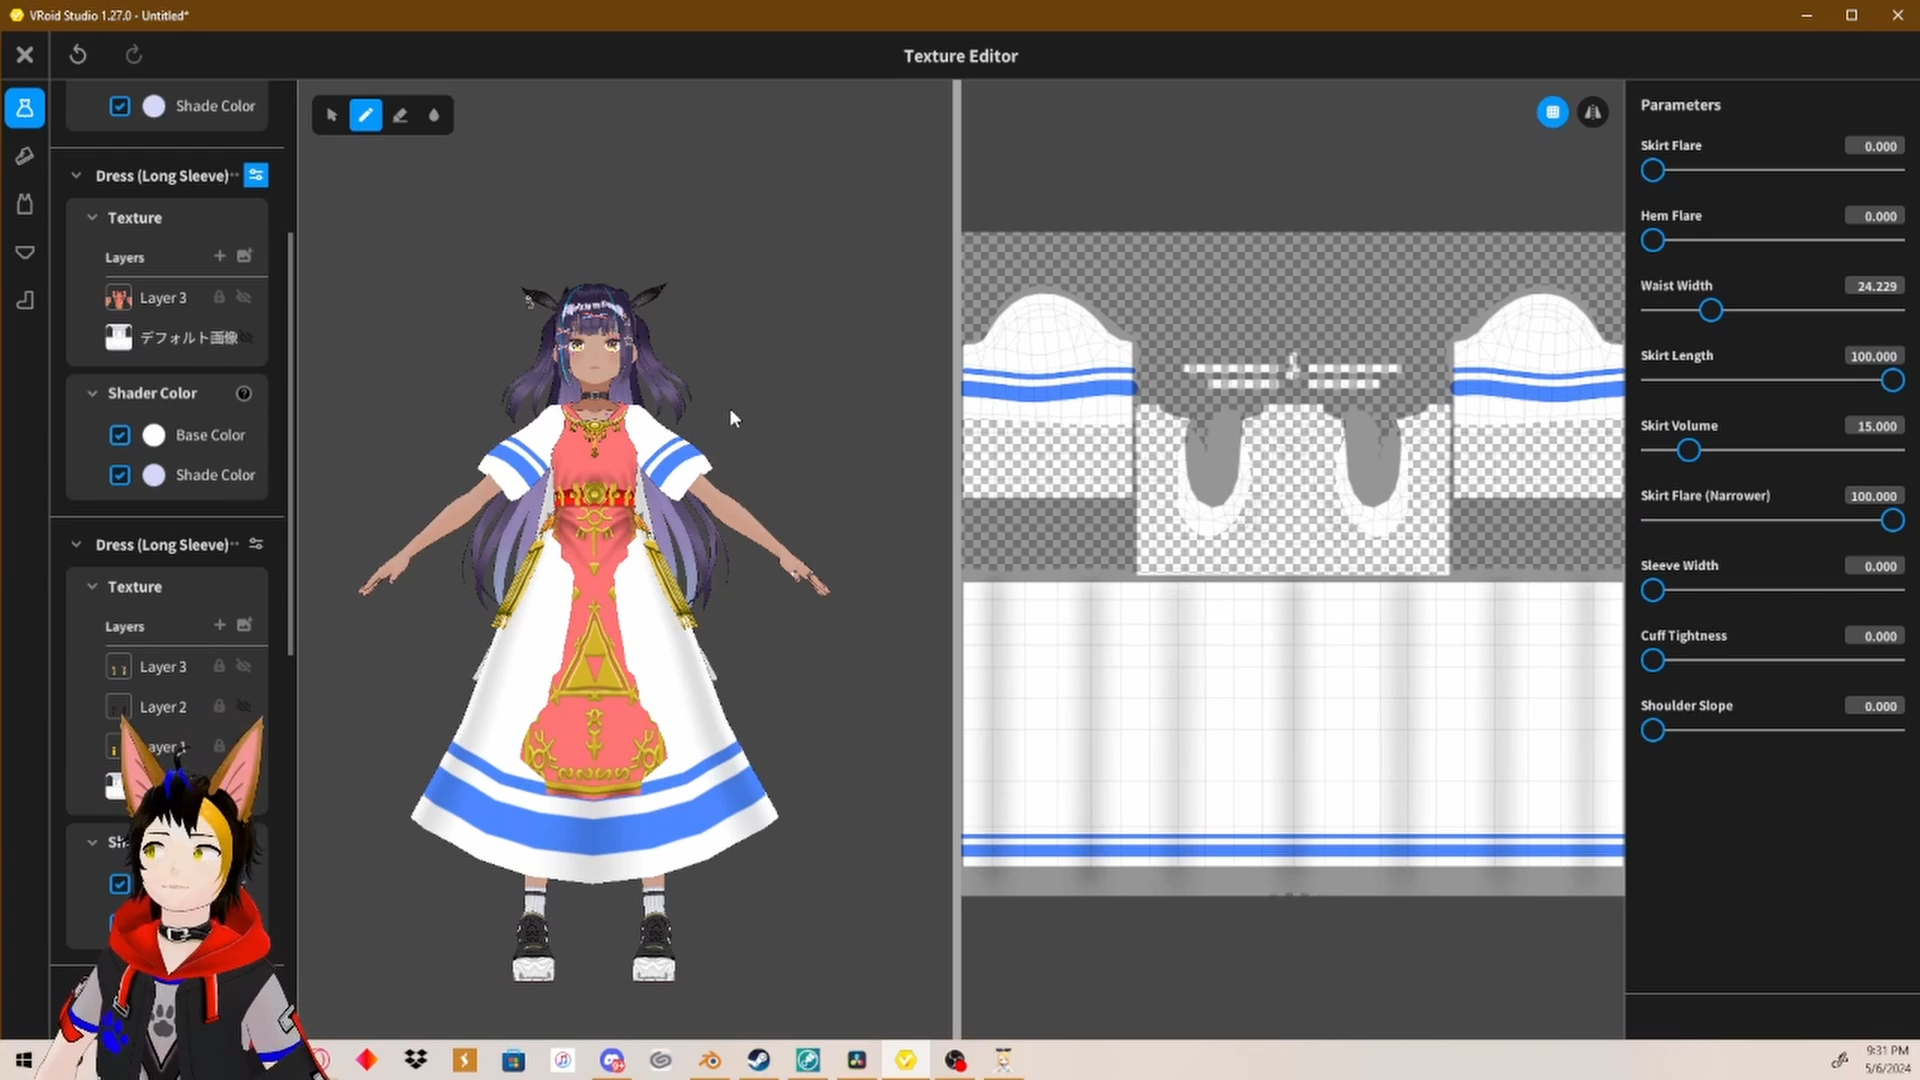 VRoid Studio 1.27.0 - Untitled*
Texture Editor
Shade Color
Dress (Long Sleeve)··
Texture
Layers
Layer 3
デフォルト画像
Shader Color
Base Color
Shade Color
Dress (Long Sleeve)··
Texture
Layers
Layer 3
Layer 2
ayer 1
Parameters
Skirt Flare 0.000
Hem Flare 0.000
Waist Width 24.229
Skirt Length 100.000
Skirt Volume 15.000
Skirt Flare (Narrower) 100.000
Sleeve Width 0.000
Cuff Tightness 0.000
Shoulder Slope 0.000
9:31 PM
5/6/2024